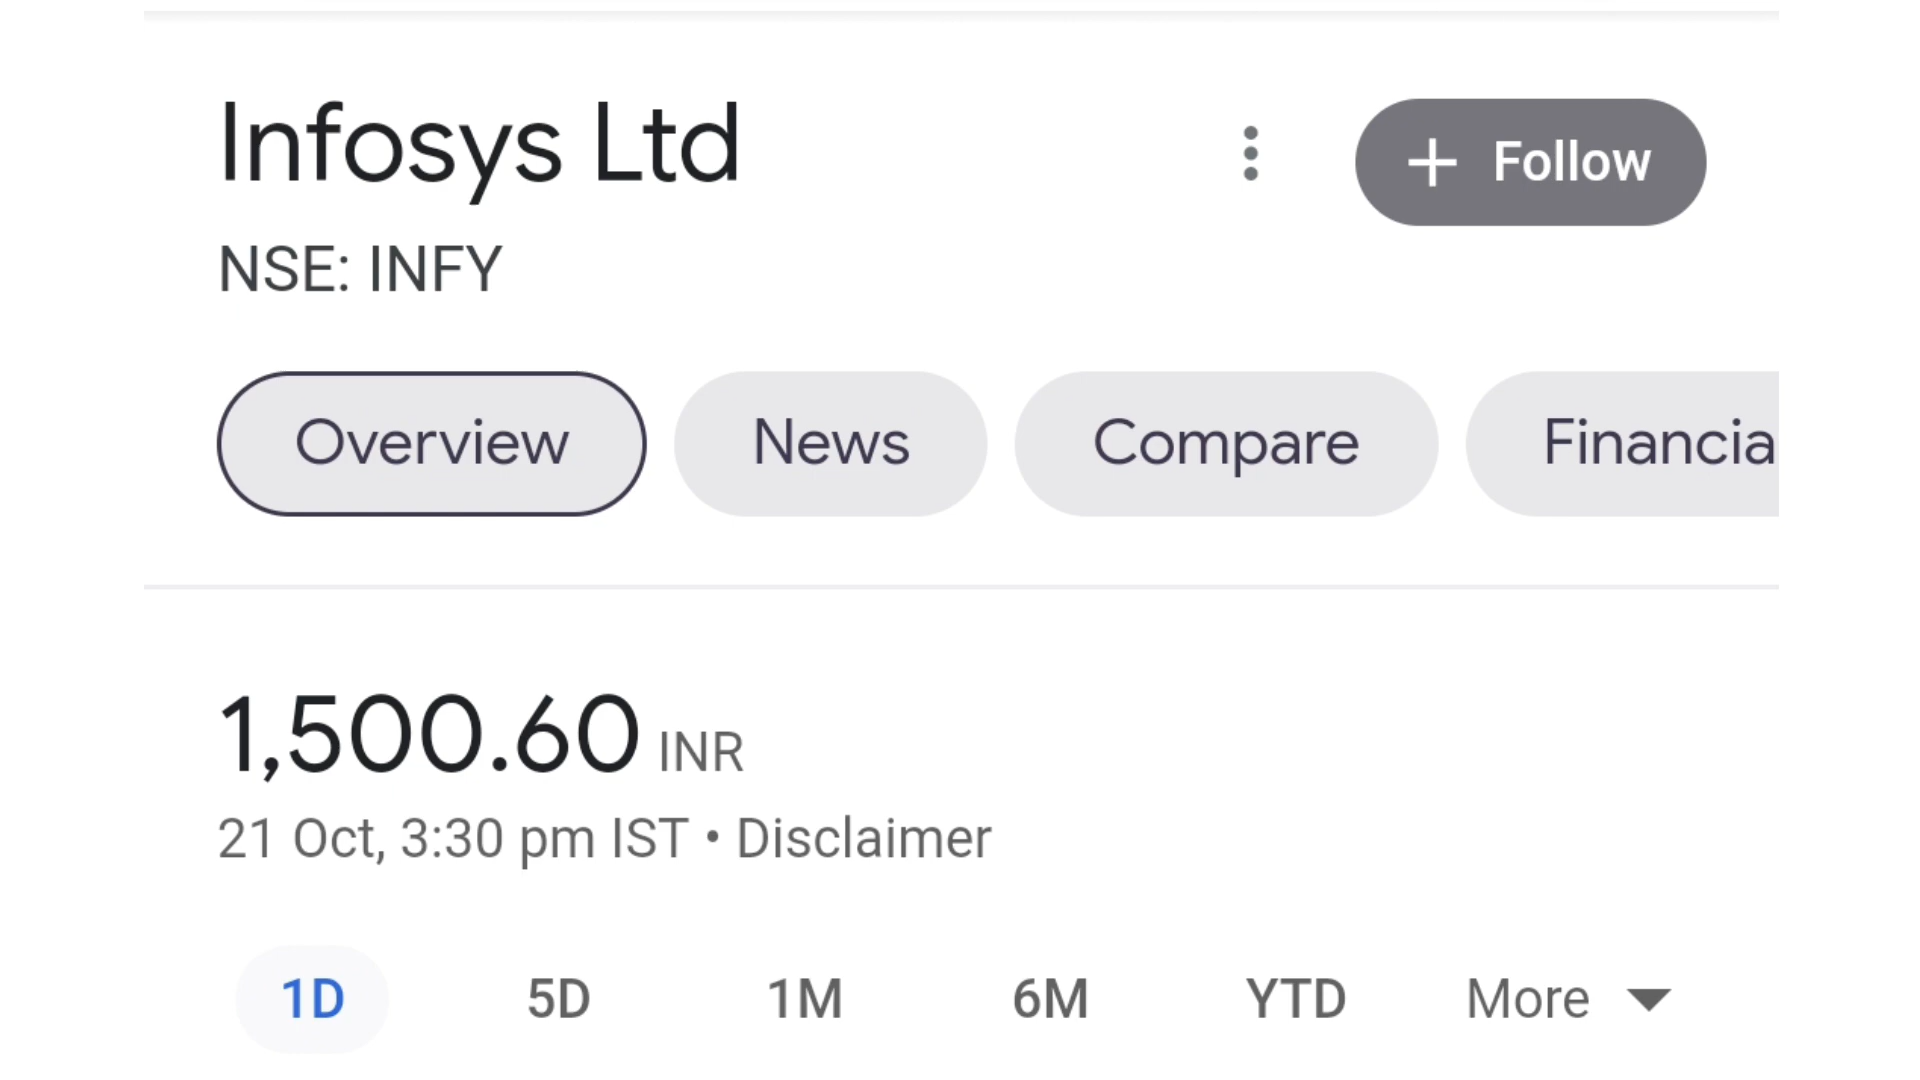 Infosys Ltd
+ Follow
NSE: INFY
Overview News Compare Financia
1,500.60 INR
21 Oct, 3:30 pm IST • Disclaimer
1D 5D 1M 6M YTD More